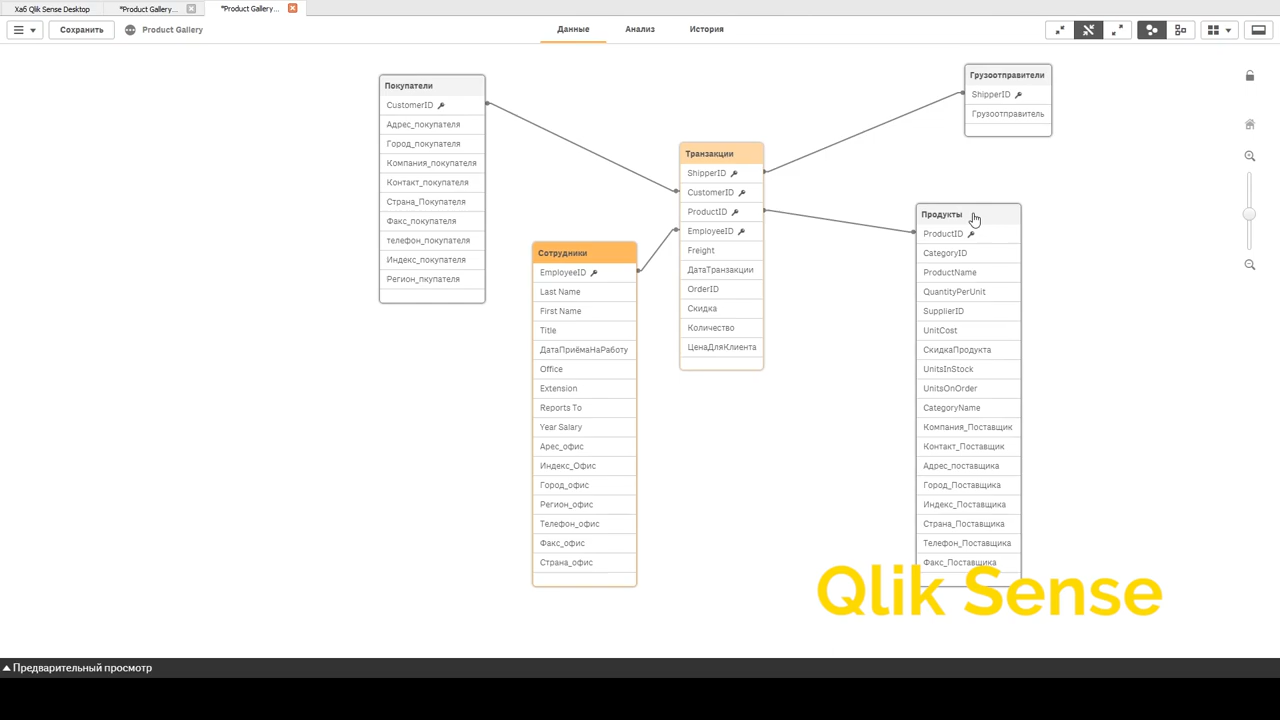 Хаб Qlik Sense Desktop
*Product Gallery...
*Product Gallery...
Сохранить
Product Gallery
Данные
Анализ
История
Покупатели
CustomerID
Адрес_покупателя
Город_покупателя
Компания_покупателя
Контакт_покупателя
Страна_Покупателя
Факс_покупателя
телефон_покупателя
Индекс_покупателя
Регион_пкупателя
Сотрудники
EmployeeID
Last Name
First Name
Title
ДатаПриёмаНаРаботу
Office
Extension
Reports To
Year Salary
Арес_офис
Индекс_Офис
Город_офис
Регион_офис
Телефон_офис
Факс_офис
Страна_офис
Транзакции
ShipperID
CustomerID
ProductID
EmployeeID
Freight
ДатаТранзакции
OrderID
Скидка
Количество
ЦенаДляКлиента
Грузоотправители
ShipperID
Грузоотправитель
Продукты
ProductID
CategoryID
ProductName
QuantityPerUnit
SupplierID
UnitCost
СкидкаПродукта
UnitsInStock
UnitsOnOrder
CategoryName
Компания_Поставщик
Контакт_Поставщик
Адрес_поставщика
Город_Поставщика
Индекс_Поставщика
Страна_Поставщика
Телефон_Поставщика
Факс_Поставщика
Qlik Sense
Предварительный просмотр